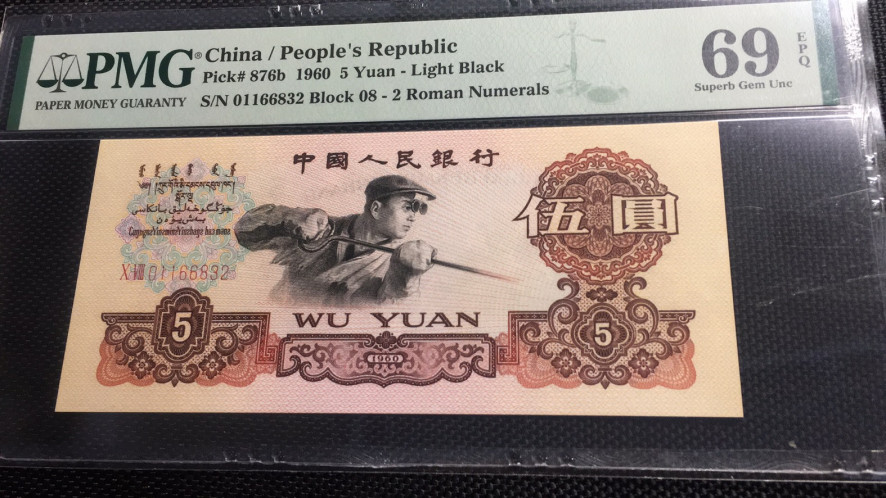 PMG® China / People's Republic
Pick# 876b 1960 5 Yuan - Light Black
PAPER MONEY GUARANTY
S/N 01166832 Block 08 - 2 Roman Numerals
69 EPQ
Superb Gem Unc
中國人民銀行
伍圓
X VIII 01166832
5
WU YUAN
1960
5